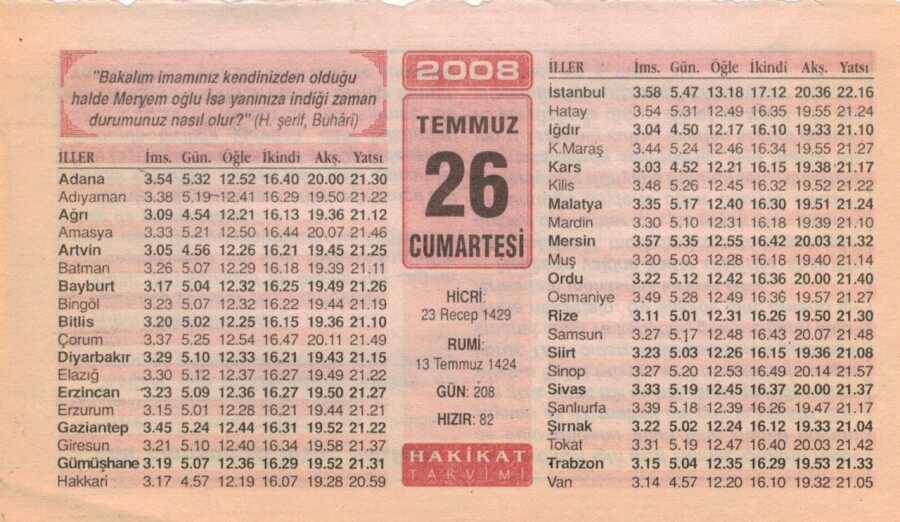 "Bakalım imamınız kendinizden olduğu
halde Meryem oğlu İsa yanınıza indiği zaman
durumunuz nasıl olur?" (H. şerif, Buhârî)
İLLER İms. Gün. Öğle İkindi Akş. Yatsı
Adana 3.54 5.32 12.52 16.40 20.00 21.30
Adıyaman 3.38 5.19 12.41 16.29 19.50 21.22
Ağrı 3.09 4.54 12.21 16.13 19.36 21.12
Amasya 3.33 5.21 12.50 16.44 20.07 21.46
Artvin 3.05 4.56 12.26 16.21 19.45 21.25
Batman 3.26 5.07 12.29 16.18 19.39 21.11
Bayburt 3.17 5.04 12.32 16.25 19.49 21.26
Bingöl 3.23 5.07 12.32 16.22 19.44 21.19
Bitlis 3.20 5.02 12.25 16.15 19.36 21.10
Çorum 3.37 5.25 12.54 16.47 20.11 21.49
Diyarbakır 3.29 5.10 12.33 16.21 19.43 21.15
Elazığ 3.30 5.12 12.37 16.27 19.49 21.22
Erzincan 3.23 5.09 12.36 16.27 19.50 21.27
Erzurum 3.15 5.01 12.28 16.21 19.44 21.21
Gaziantep 3.45 5.24 12.44 16.31 19.52 21.22
Giresun 3.21 5.10 12.40 16.34 19.58 21.37
Gümüşhane 3.19 5.07 12.36 16.29 19.52 21.31
Hakkari 3.17 4.57 12.19 16.07 19.28 20.59
2008
TEMMUZ
26
CUMARTESİ
HİCRİ:
23 Recep 1429
RUMİ:
13 Temmuz 1424
GÜN: 208
HIZIR: 82
HAKİKAT
TAKVİMİ
İLLER İms. Gün. Öğle İkindi Akş. Yatsı
İstanbul 3.58 5.47 13.18 17.12 20.36 22.16
Hatay 3.54 5.31 12.49 16.35 19.55 21.24
Iğdır 3.04 4.50 12.17 16.10 19.33 21.10
K.Maraş 3.44 5.24 12.46 16.34 19.55 21.27
Kars 3.03 4.52 12.21 16.15 19.38 21.17
Kilis 3.48 5.26 12.45 16.32 19.52 21.22
Malatya 3.35 5.17 12.40 16.30 19.51 21.24
Mardin 3.30 5.10 12.31 16.18 19.39 21.10
Mersin 3.57 5.35 12.55 16.42 20.03 21.32
Muş 3.20 5.03 12.28 16.18 19.40 21.14
Ordu 3.22 5.12 12.42 16.36 20.00 21.40
Osmaniye 3.49 5.28 12.49 16.36 19.57 21.27
Rize 3.11 5.01 12.31 16.26 19.50 21.30
Samsun 3.27 5.17 12.48 16.43 20.07 21.48
Siirt 3.23 5.03 12.26 16.15 19.36 21.08
Sinop 3.27 5.20 12.53 16.49 20.14 21.57
Sivas 3.33 5.19 12.45 16.37 20.00 21.37
Şanlıurfa 3.39 5.18 12.39 16.26 19.47 21.17
Şırnak 3.22 5.02 12.24 16.12 19.33 21.04
Tokat 3.31 5.19 12.47 16.40 20.03 21.42
Trabzon 3.15 5.04 12.35 16.29 19.53 21.33
Van 3.14 4.57 12.20 16.10 19.32 21.05